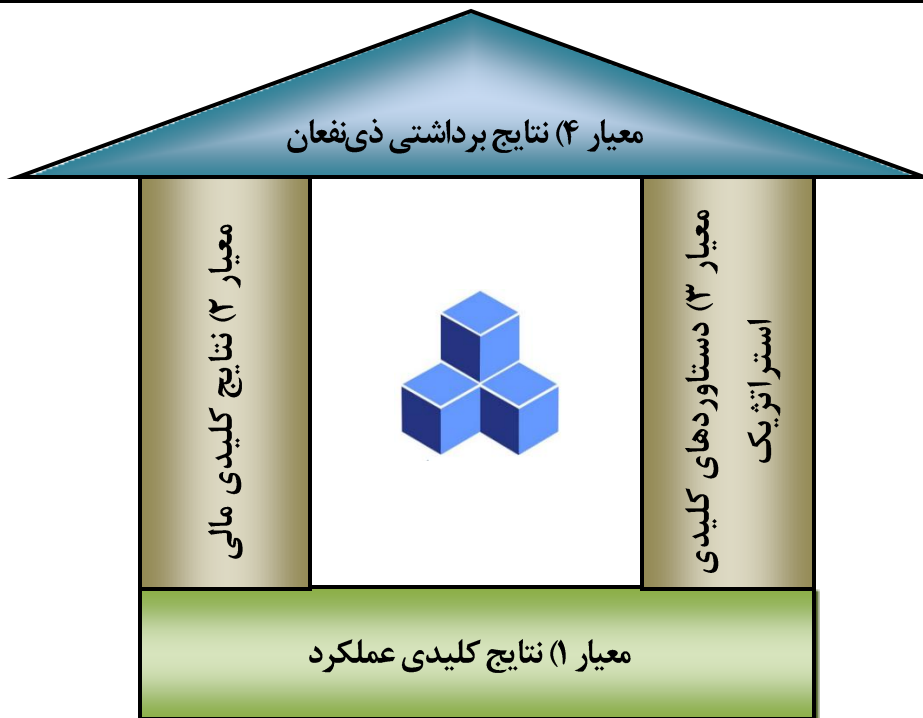 معیار ۴) نتایج برداشتی ذی‌نفعان
معیار ۳) دستاوردهای کلیدی
استراتژیک
معیار ۲) نتایج کلیدی مالی
معیار ۱) نتایج کلیدی عملکرد